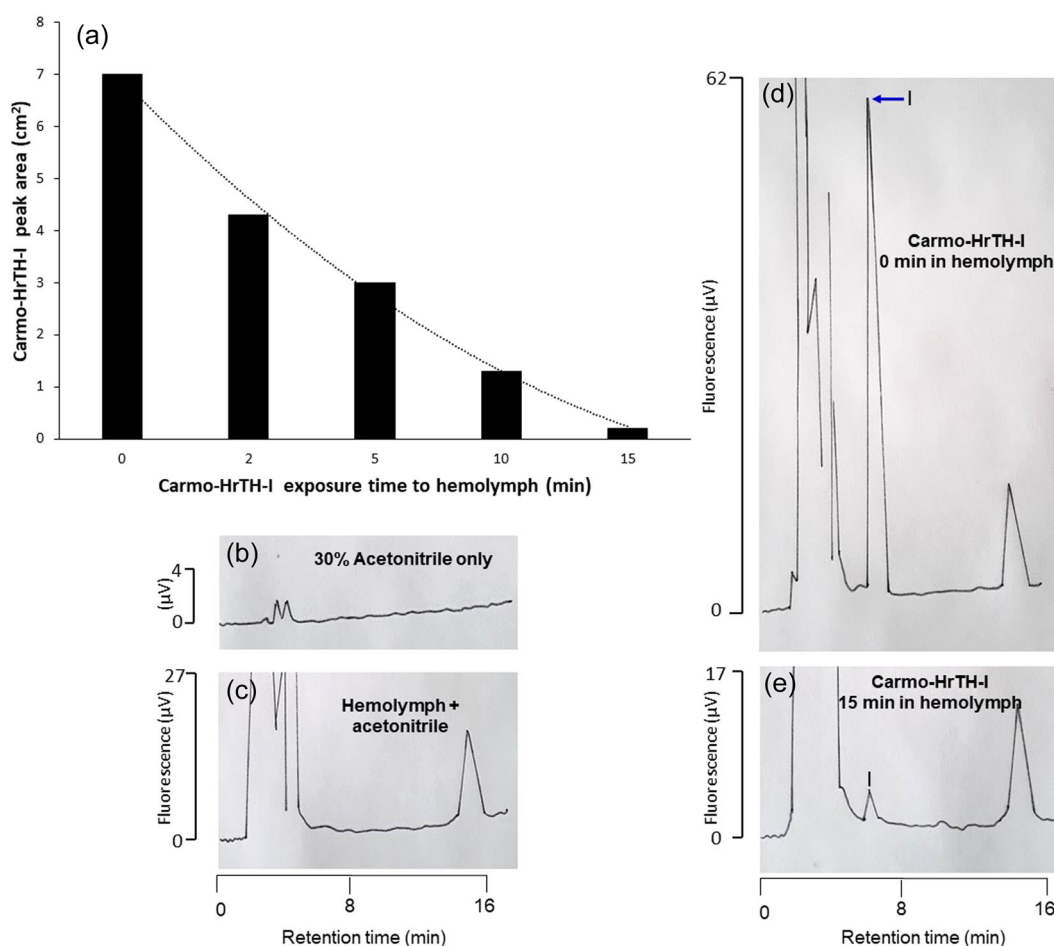 (a)
8
7
6
5
4
3
2
1
0
Carmo-HrTH-I peak area (cm²)
0 2 5 10 15
Carmo-HrTH-I exposure time to hemolymph (min)
(b)
30% Acetonitrile only
4
0
(µV)
(c)
Hemolymph +
acetonitrile
27
0
Fluorescence (µV)
0 8 16
Retention time (min)
(d)
I
Carmo-HrTH-I
0 min in hemolymph
62
0
Fluorescence (µV)
(e)
Carmo-HrTH-I
15 min in hemolymph
I
17
0
Fluorescence (µV)
0 8 16
Retention time (min)